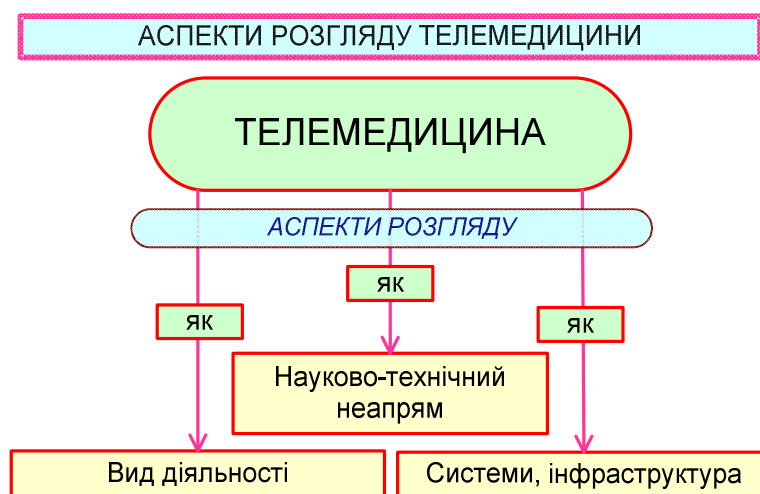 АСПЕКТИ РОЗГЛЯДУ ТЕЛЕМЕДИЦИНИ
ТЕЛЕМЕДИЦИНА
АСПЕКТИ РОЗГЛЯДУ
як
як
як
Науково-технічний
неапрям
Вид діяльності
Системи, інфраструктура